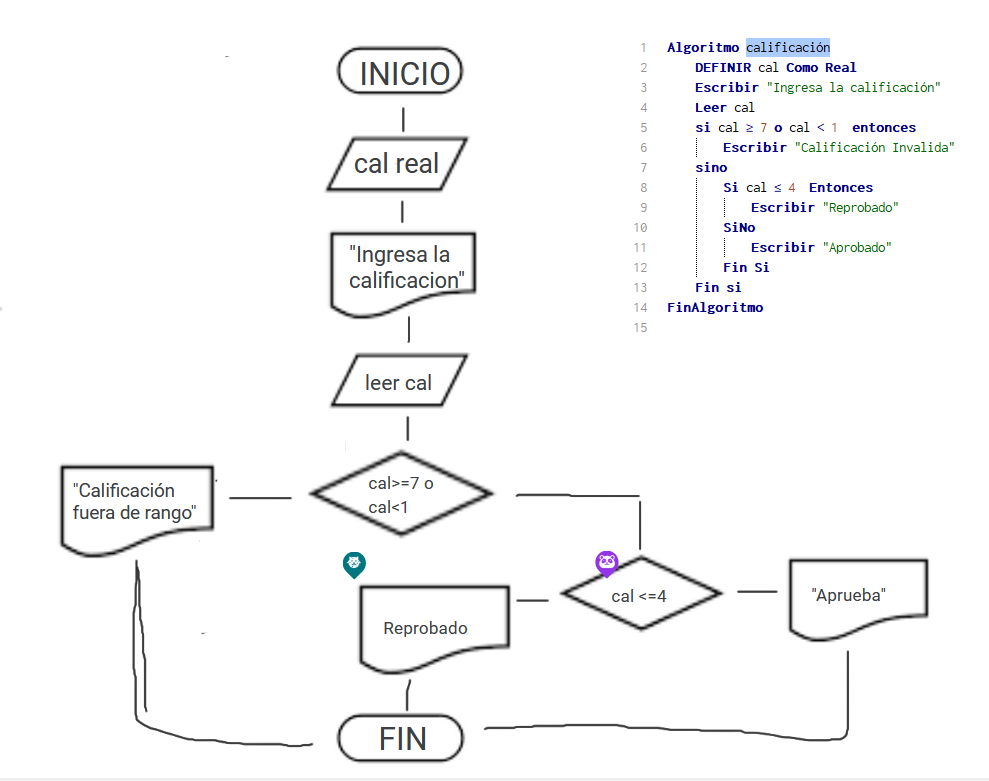 INICIO
cal real
"Ingresa la
calificacion"
leer cal
cal>=7 o
cal<1
"Calificación
fuera de rango"
cal <=4
"Aprueba"
Reprobado
FIN
1 Algoritmo calificación
2 DEFINIR cal Como Real
3 Escribir "Ingresa la calificación"
4 Leer cal
5 si cal ≥ 7 o cal < 1 entonces
6 Escribir "Calificación Invalida"
7 sino
8 Si cal ≤ 4 Entonces
9 Escribir "Reprobado"
10 SiNo
11 Escribir "Aprobado"
12 Fin Si
13 Fin si
14 FinAlgoritmo
15